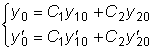 y₀ = C₁y₁₀ + C₂y₂₀
y′₀ = C₁y′₁₀ + C₂y′₂₀